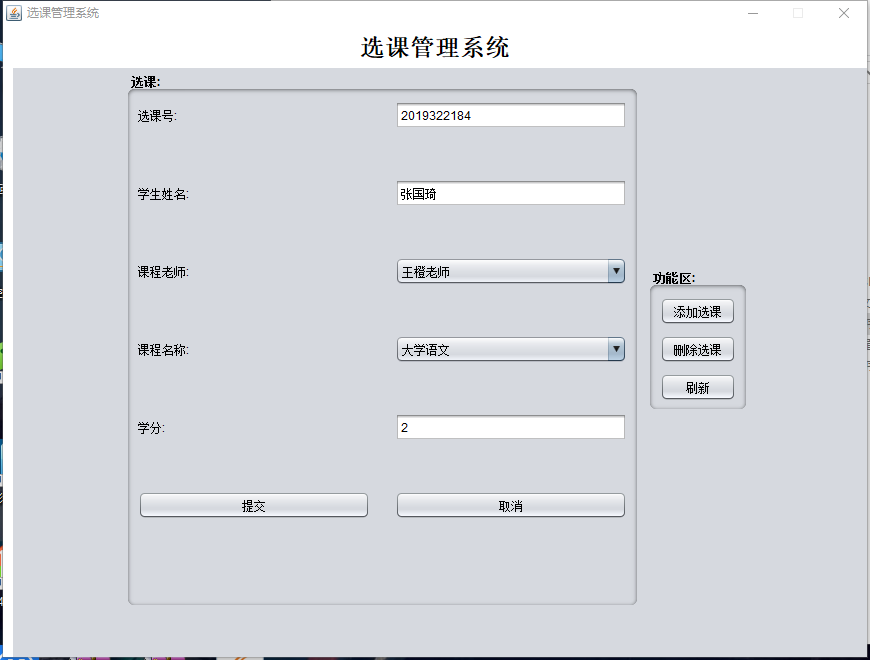 选课管理系统
选课管理系统
选课:
选课号:
2019322184
学生姓名:
张国琦
课程老师:
王橙老师
课程名称:
大学语文
学分:
2
提交
取消
功能区:
添加选课
删除选课
刷新